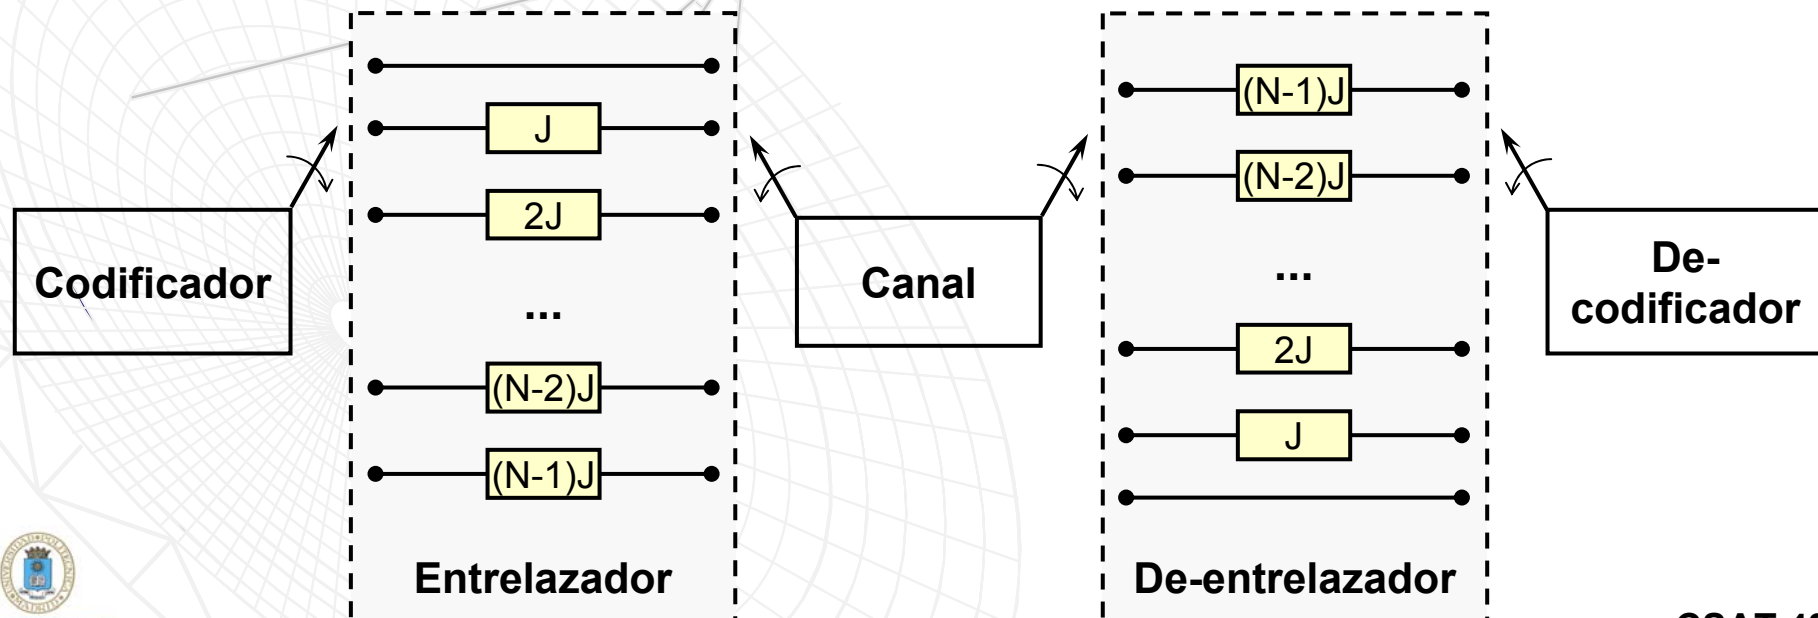 Codificador
J
2J
...
(N-2)J
(N-1)J
Entrelazador
Canal
(N-1)J
(N-2)J
...
2J
J
De-entrelazador
De-
codificador